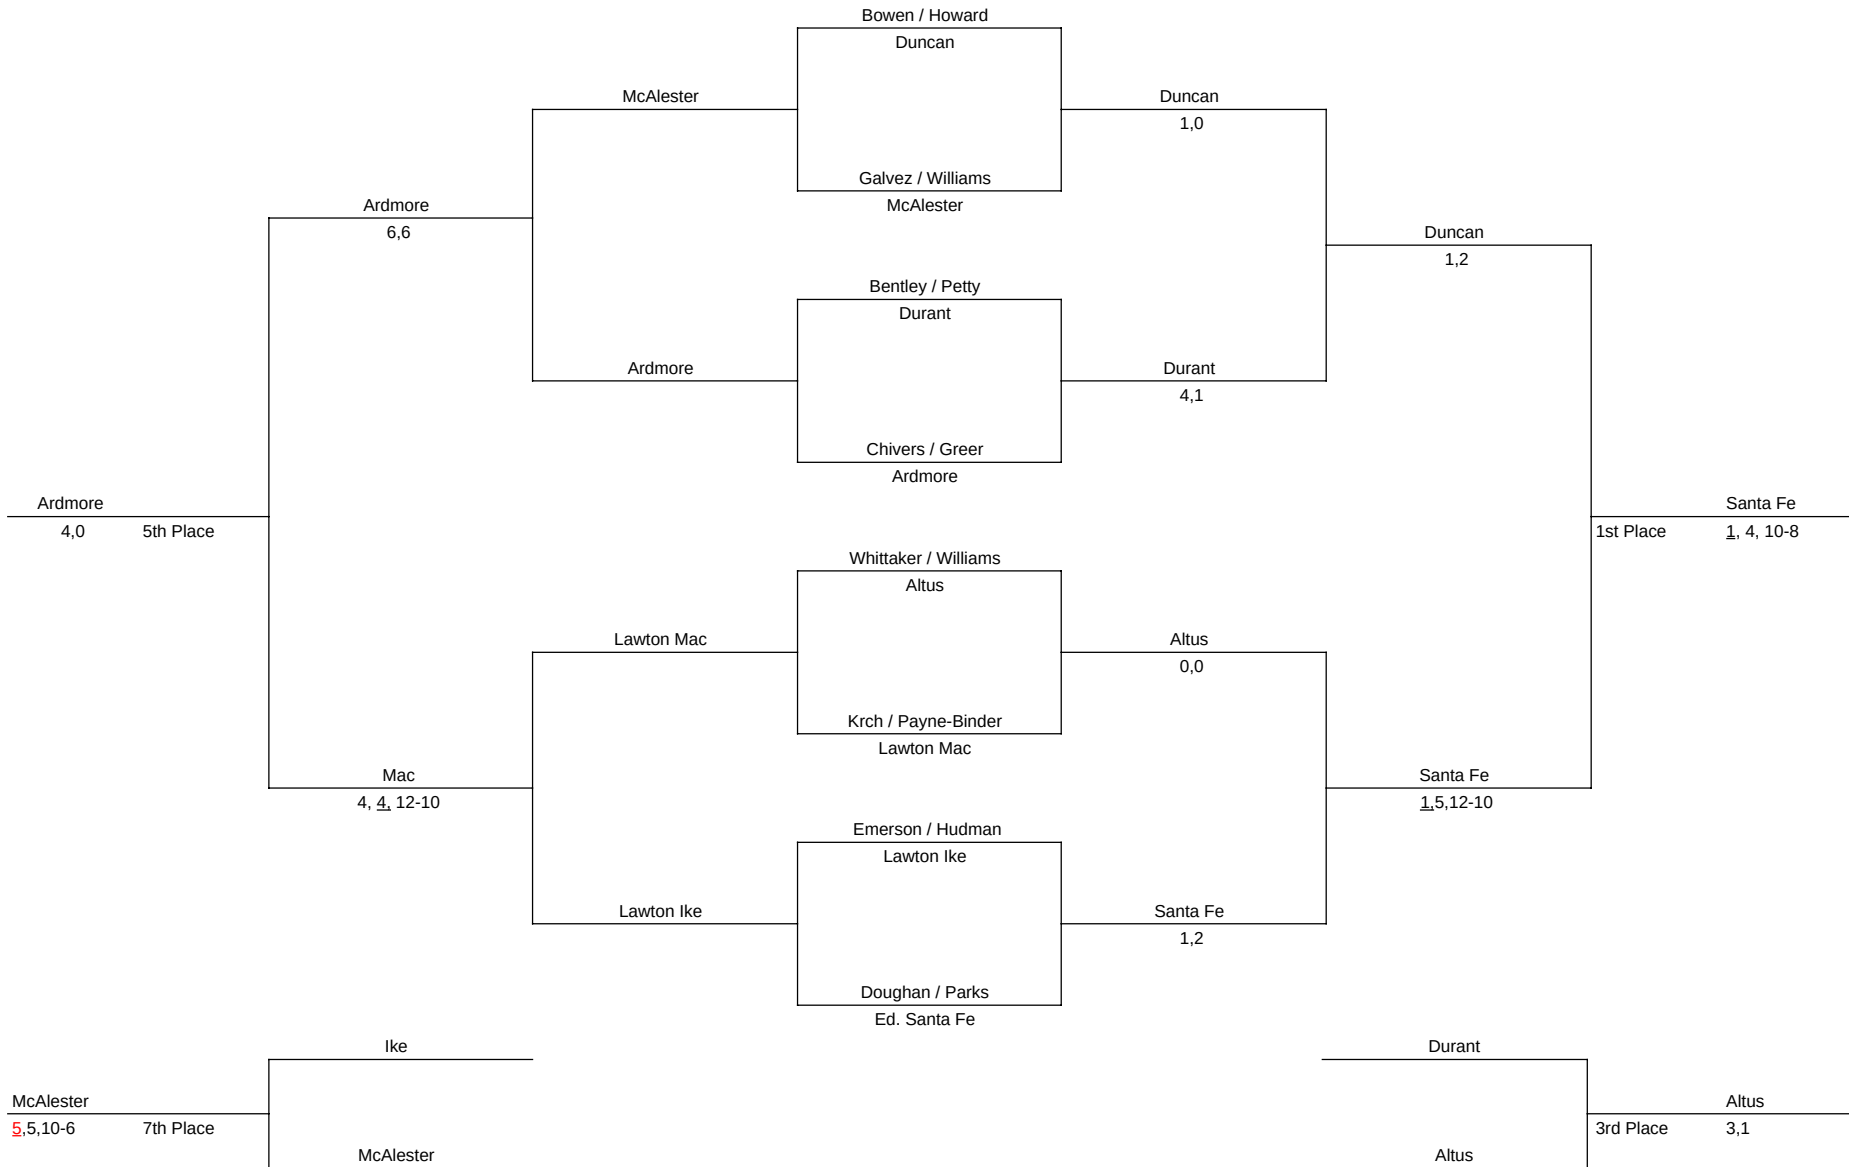 Bowen / Howard
Duncan
McAlester
Duncan
1,0
Galvez / Williams
Ardmore
McAlester
6,6
Duncan
1,2
Bentley / Petty
Durant
Ardmore
Durant
4,1
Chivers / Greer
Ardmore
Ardmore
Santa Fe
4,0 5th Place
1st Place 1, 4, 10-8
Whittaker / Williams
Altus
Lawton Mac
Altus
0,0
Krch / Payne-Binder
Lawton Mac
Mac
Santa Fe
4, 4, 12-10
1,5,12-10
Emerson / Hudman
Lawton Ike
Lawton Ike
Santa Fe
1,2
Doughan / Parks
Ed. Santa Fe
Ike
Durant
McAlester
Altus
5,5,10-6 7th Place
3rd Place 3,1
McAlester
Altus